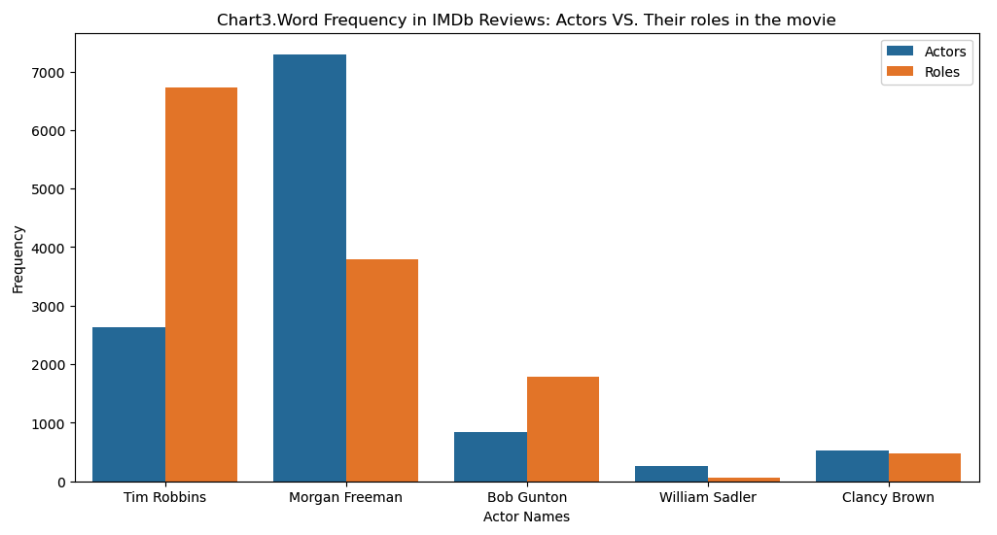 Chart3.Word Frequency in IMDb Reviews: Actors VS. Their roles in the movie
Actors
Roles
7000
6000
5000
4000
3000
2000
1000
0
Frequency
Tim Robbins
Morgan Freeman
Bob Gunton
William Sadler
Clancy Brown
Actor Names